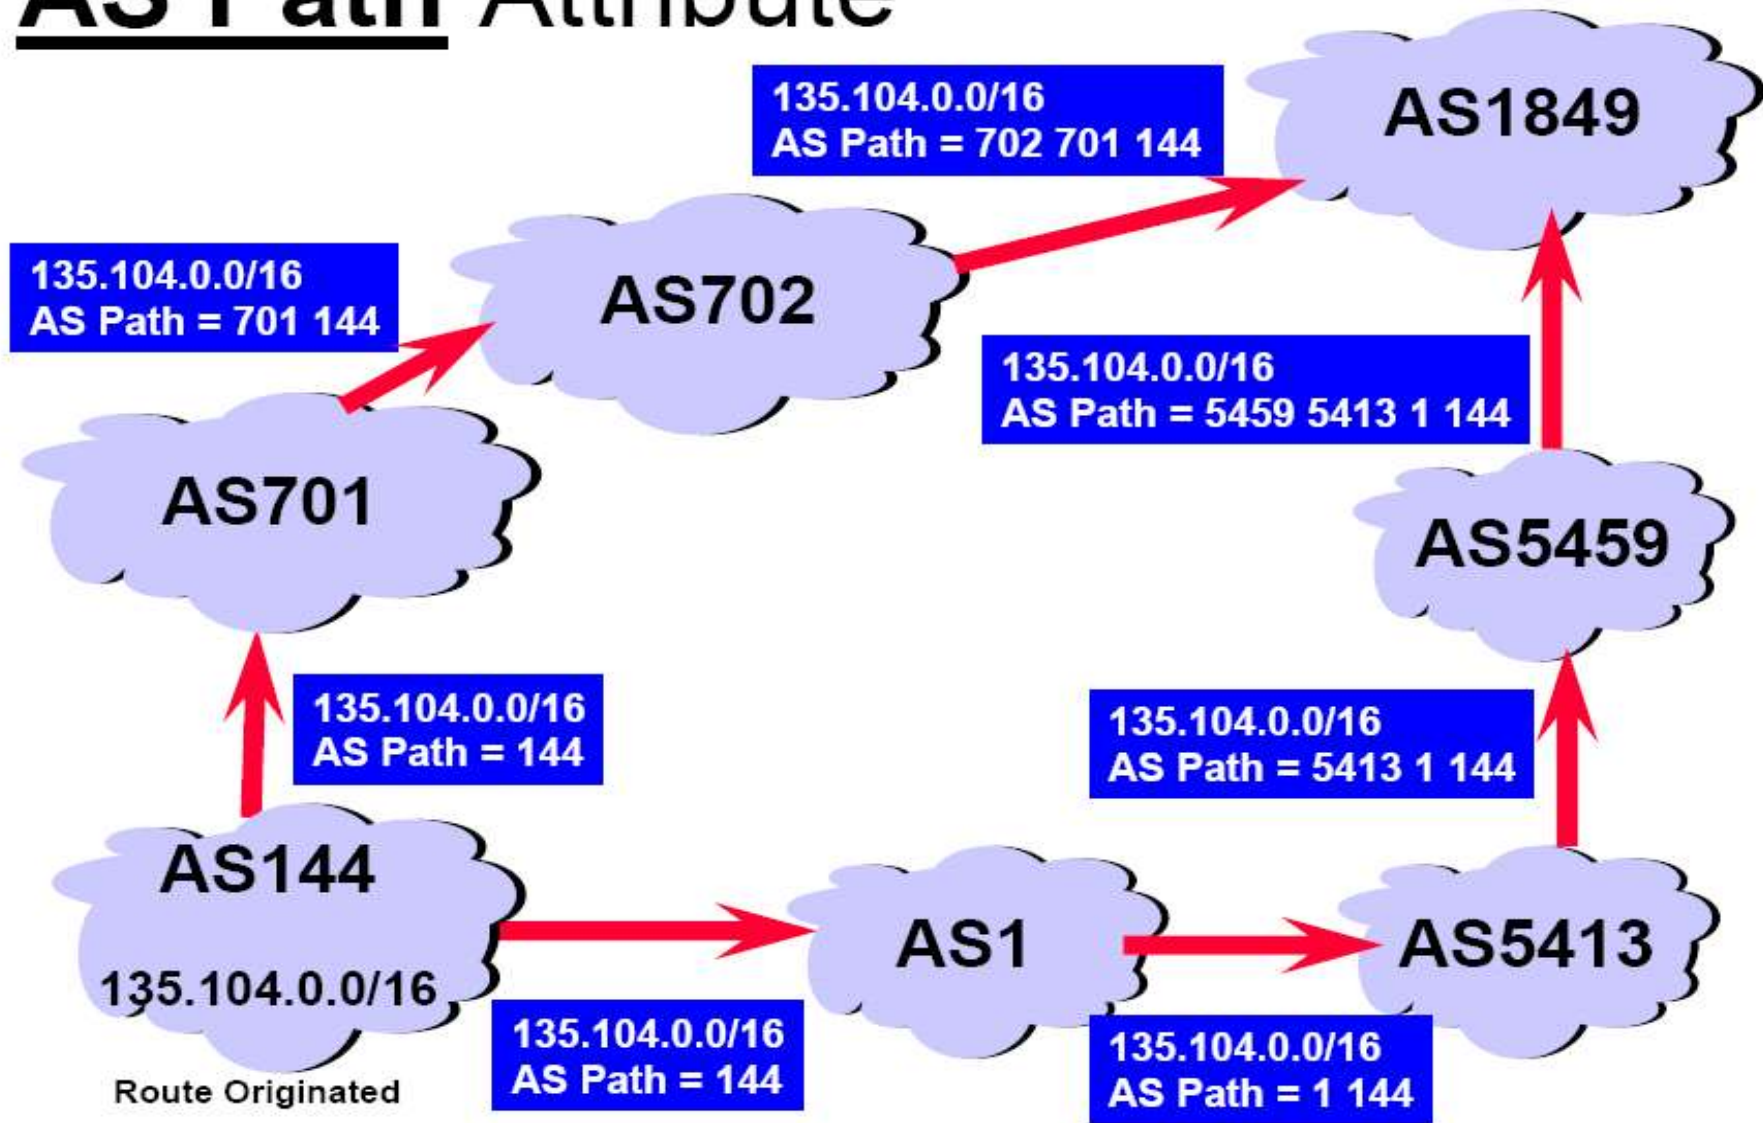 AS Path Attribute
135.104.0.0/16
AS Path = 702 701 144
AS1849
135.104.0.0/16
AS Path = 701 144
AS702
135.104.0.0/16
AS Path = 5459 5413 1 144
AS701
AS5459
135.104.0.0/16
AS Path = 144
135.104.0.0/16
AS Path = 5413 1 144
AS144
135.104.0.0/16
Route Originated
AS1
AS5413
135.104.0.0/16
AS Path = 144
135.104.0.0/16
AS Path = 1 144